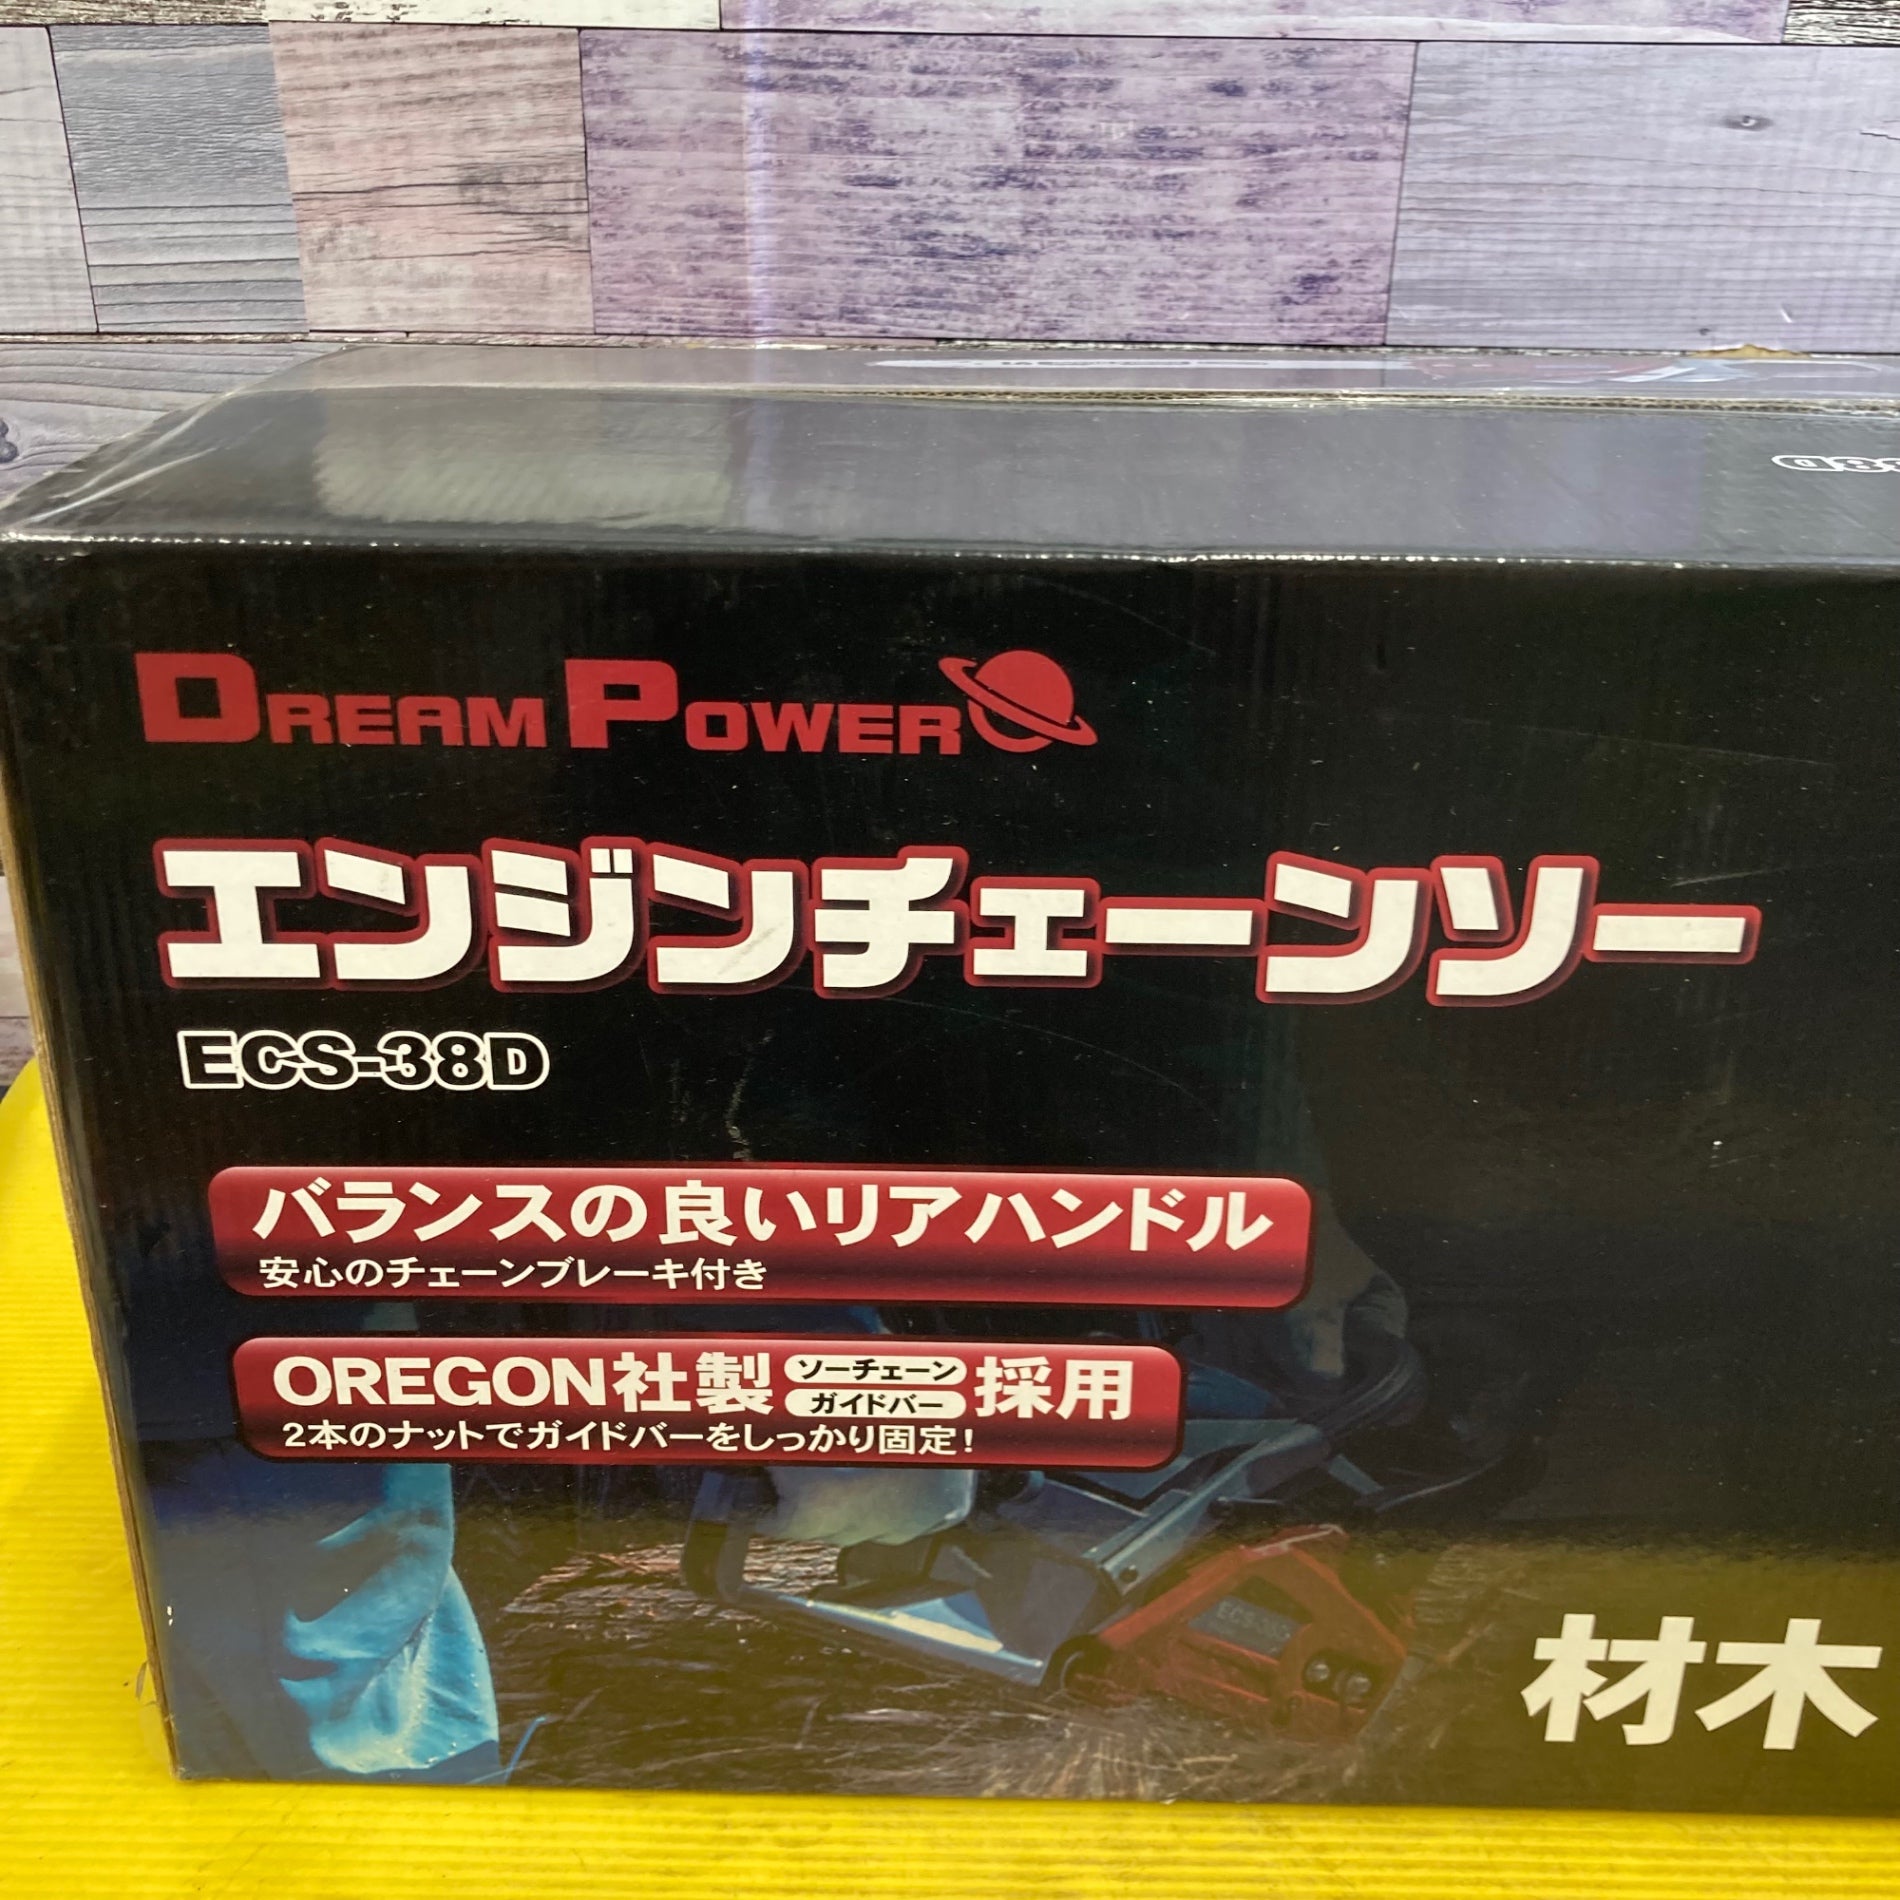 DREAM POWER
エンジンチェーンソー
ECS-38D
バランスの良いリアハンドル
安心のチェーンブレーキ付き
OREGON社製 ソーチェーン ガイドバー 採用
2本のナットでガイドバーをしっかり固定!
材木